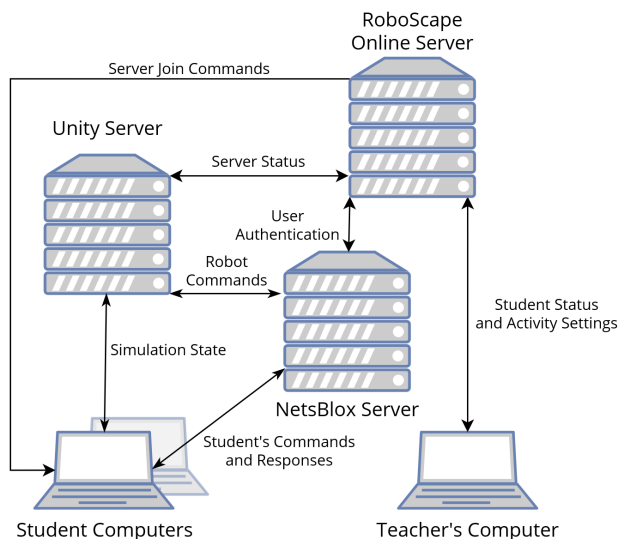 RoboScape
Online Server
Server Join Commands
Unity Server
Server Status
User
Authentication
Robot
Commands
Student Status
and Activity Settings
Simulation State
NetsBlox Server
Student's Commands
and Responses
Student Computers
Teacher's Computer